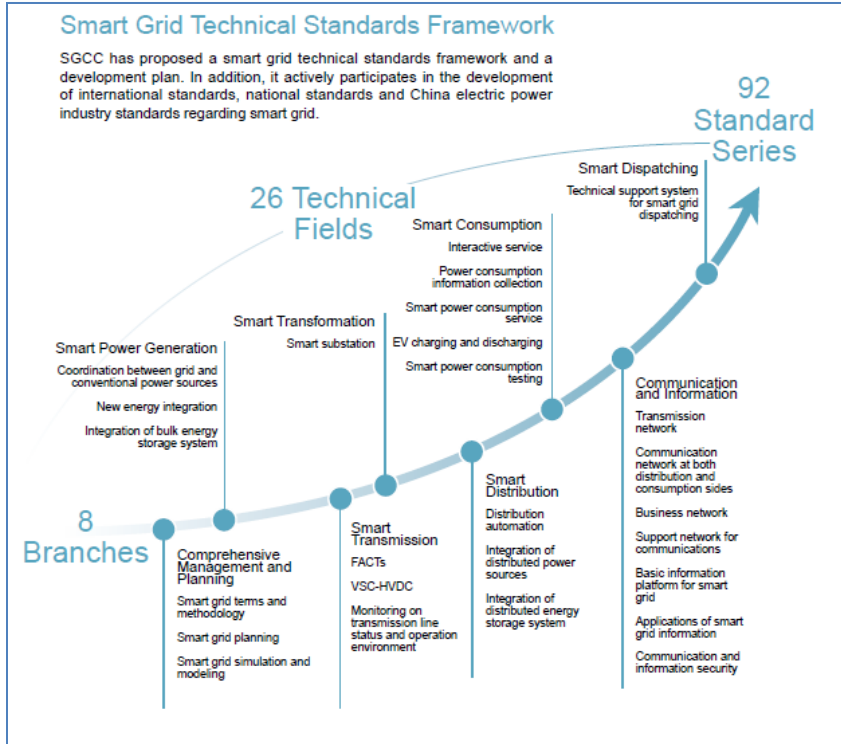 Smart Grid Technical Standards Framework
SGCC has proposed a smart grid technical standards framework and a
development plan. In addition, it actively participates in the development
of international standards, national standards and China electric power
industry standards regarding smart grid.
92
Standard
Series
26 Technical
Fields
8
Branches
Comprehensive
Management and
Planning
Smart grid terms and
methodology
Smart grid planning
Smart grid simulation and
modeling
Smart Power Generation
Coordination between grid and
conventional power sources
New energy integration
Integration of bulk energy
storage system
Smart
Transmission
FACTs
VSC-HVDC
Monitoring on
transmission line
status and operation
environment
Smart Transformation
Smart substation
Smart
Distribution
Distribution
automation
Integration of
distributed power
sources
Integration of
distributed energy
storage system
Smart Consumption
Interactive service
Power consumption
information collection
Smart power consumption
service
EV charging and discharging
Smart power consumption
testing
Communication
and Information
Transmission
network
Communication
network at both
distribution and
consumption sides
Business network
Support network for
communications
Basic information
platform for smart
grid
Applications of smart
grid information
Communication and
information security
Smart Dispatching
Technical support system
for smart grid
dispatching